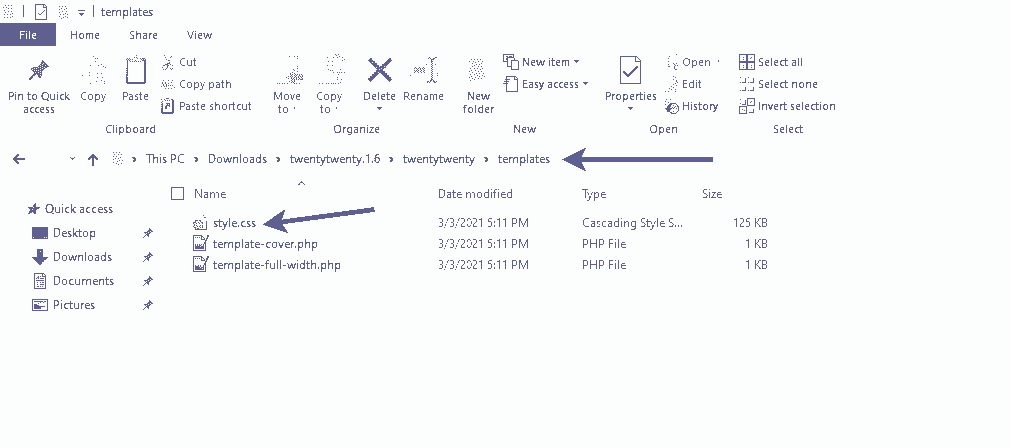 templates
File Home Share View
Pin to Quick access
Copy
Paste
Cut
Copy path
Paste shortcut
Move to
Copy to
Delete
Rename
New folder
New item
Easy access
Properties
Open
Edit
History
Select all
Select none
Invert selection
Clipboard Organize New Open Select
This PC > Downloads > twentytwenty.1.6 > twentytwenty > templates
Name Date modified Type Size
Quick access
Desktop
Downloads
Documents
Pictures
style.css 3/3/2021 5:11 PM Cascading Style S... 125 KB
template-cover.php 3/3/2021 5:11 PM PHP File 1 KB
template-full-width.php 3/3/2021 5:11 PM PHP File 1 KB